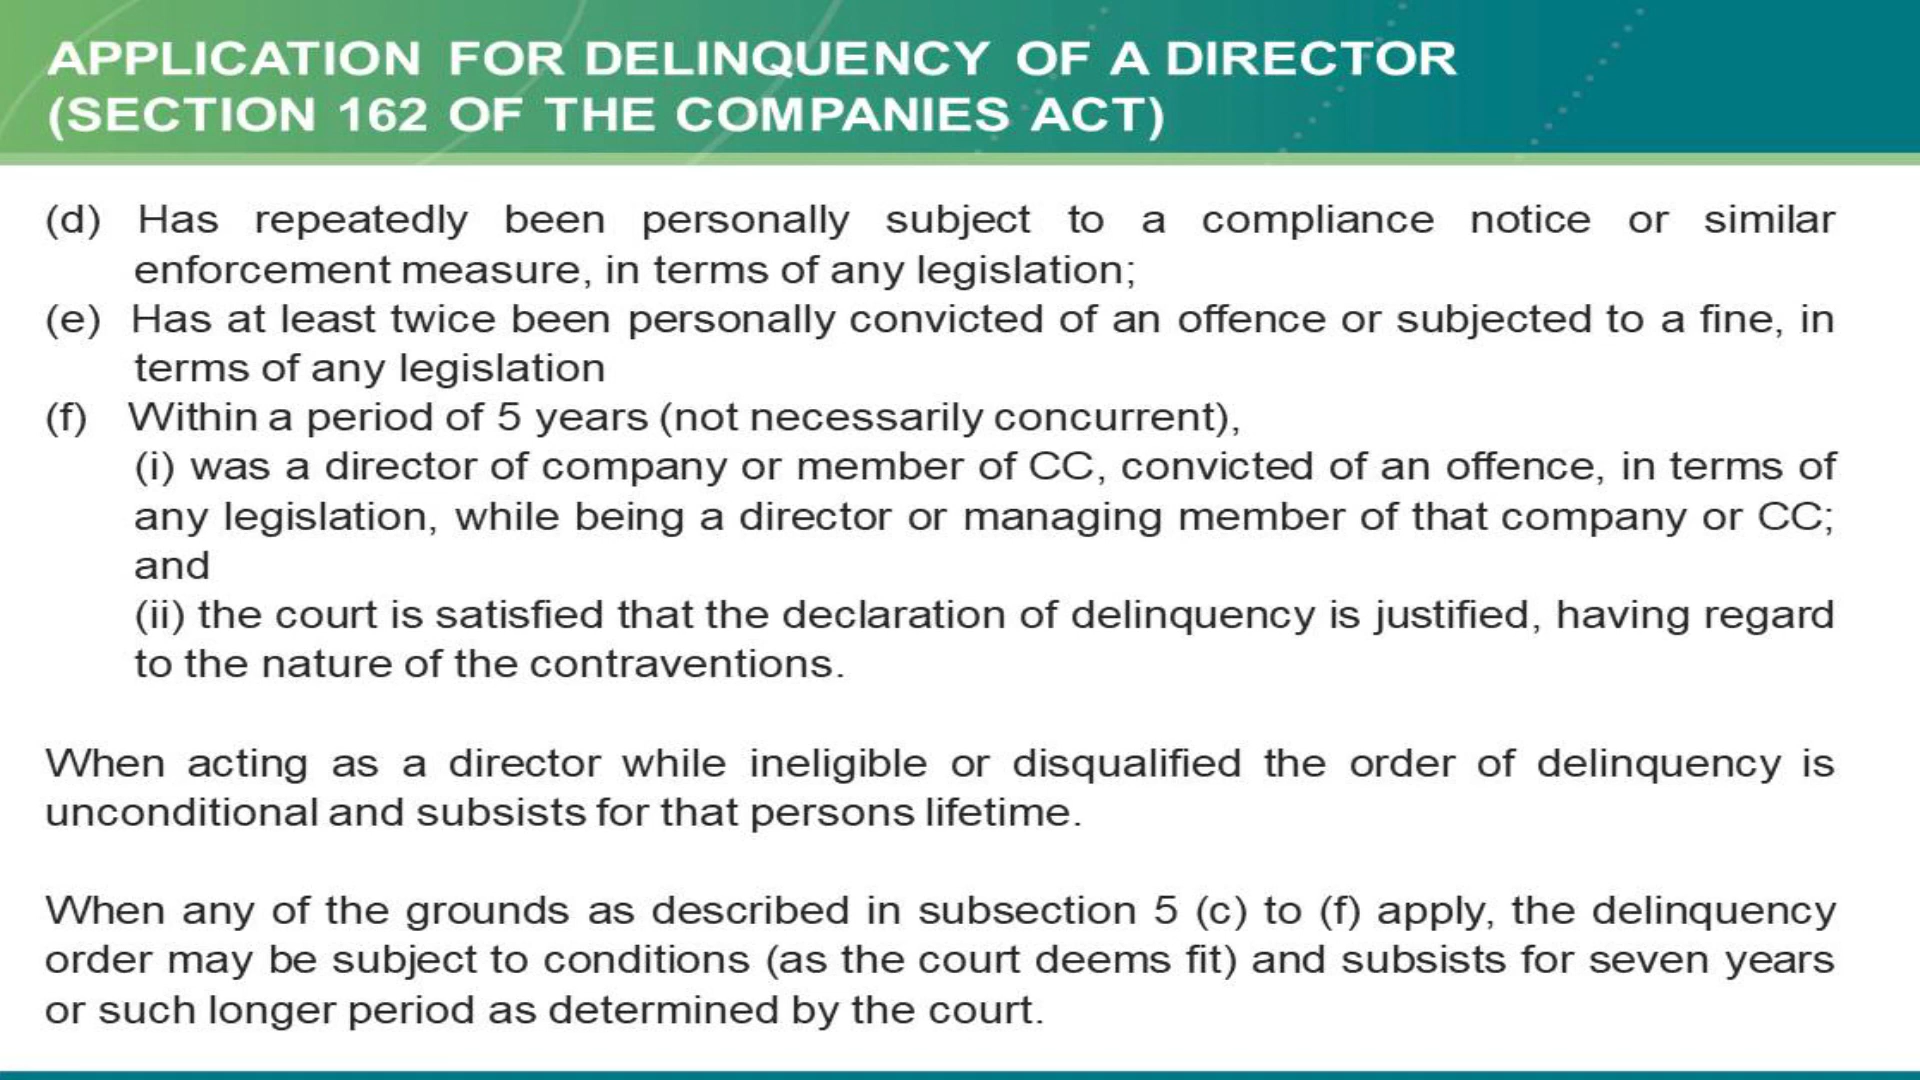 APPLICATION FOR DELINQUENCY OF A DIRECTOR
(SECTION 162 OF THE COMPANIES ACT)
(d) Has repeatedly been personally subject to a compliance notice or similar
enforcement measure, in terms of any legislation;
(e) Has at least twice been personally convicted of an offence or subjected to a fine, in
terms of any legislation
(f) Within a period of 5 years (not necessarily concurrent),
(i) was a director of company or member of CC, convicted of an offence, in terms of
any legislation, while being a director or managing member of that company or CC;
and
(ii) the court is satisfied that the declaration of delinquency is justified, having regard
to the nature of the contraventions.
When acting as a director while ineligible or disqualified the order of delinquency is
unconditional and subsists for that persons lifetime.
When any of the grounds as described in subsection 5 (c) to (f) apply, the delinquency
order may be subject to conditions (as the court deems fit) and subsists for seven years
or such longer period as determined by the court.